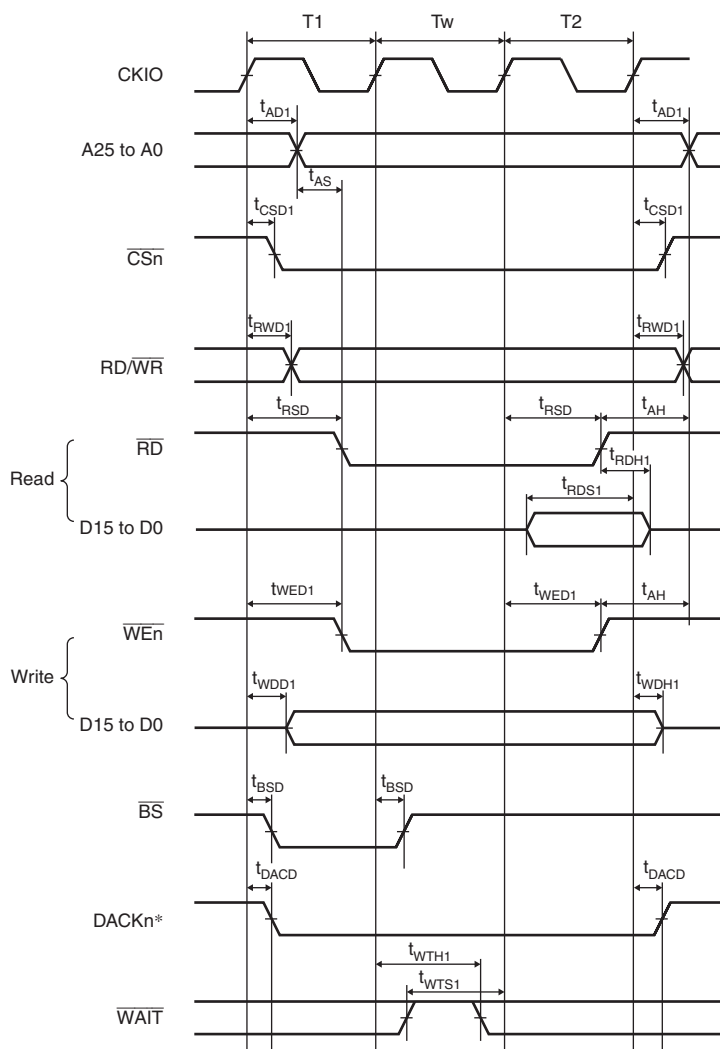 T1 Tw T2
CKIO
tAD1 tAD1
A25 to A0
tAS
tCSD1 tCSD1
CSn
tRWD1 tRWD1
RD/WR
tRSD tRSD tAH
RD
tRDH1
Read
tRDS1
D15 to D0
tWED1 tWED1 tAH
WEn
Write
tWDD1 tWDH1
D15 to D0
tBSD tBSD
BS
tDACD tDACD
DACKn*
tWTH1
tWTS1
WAIT